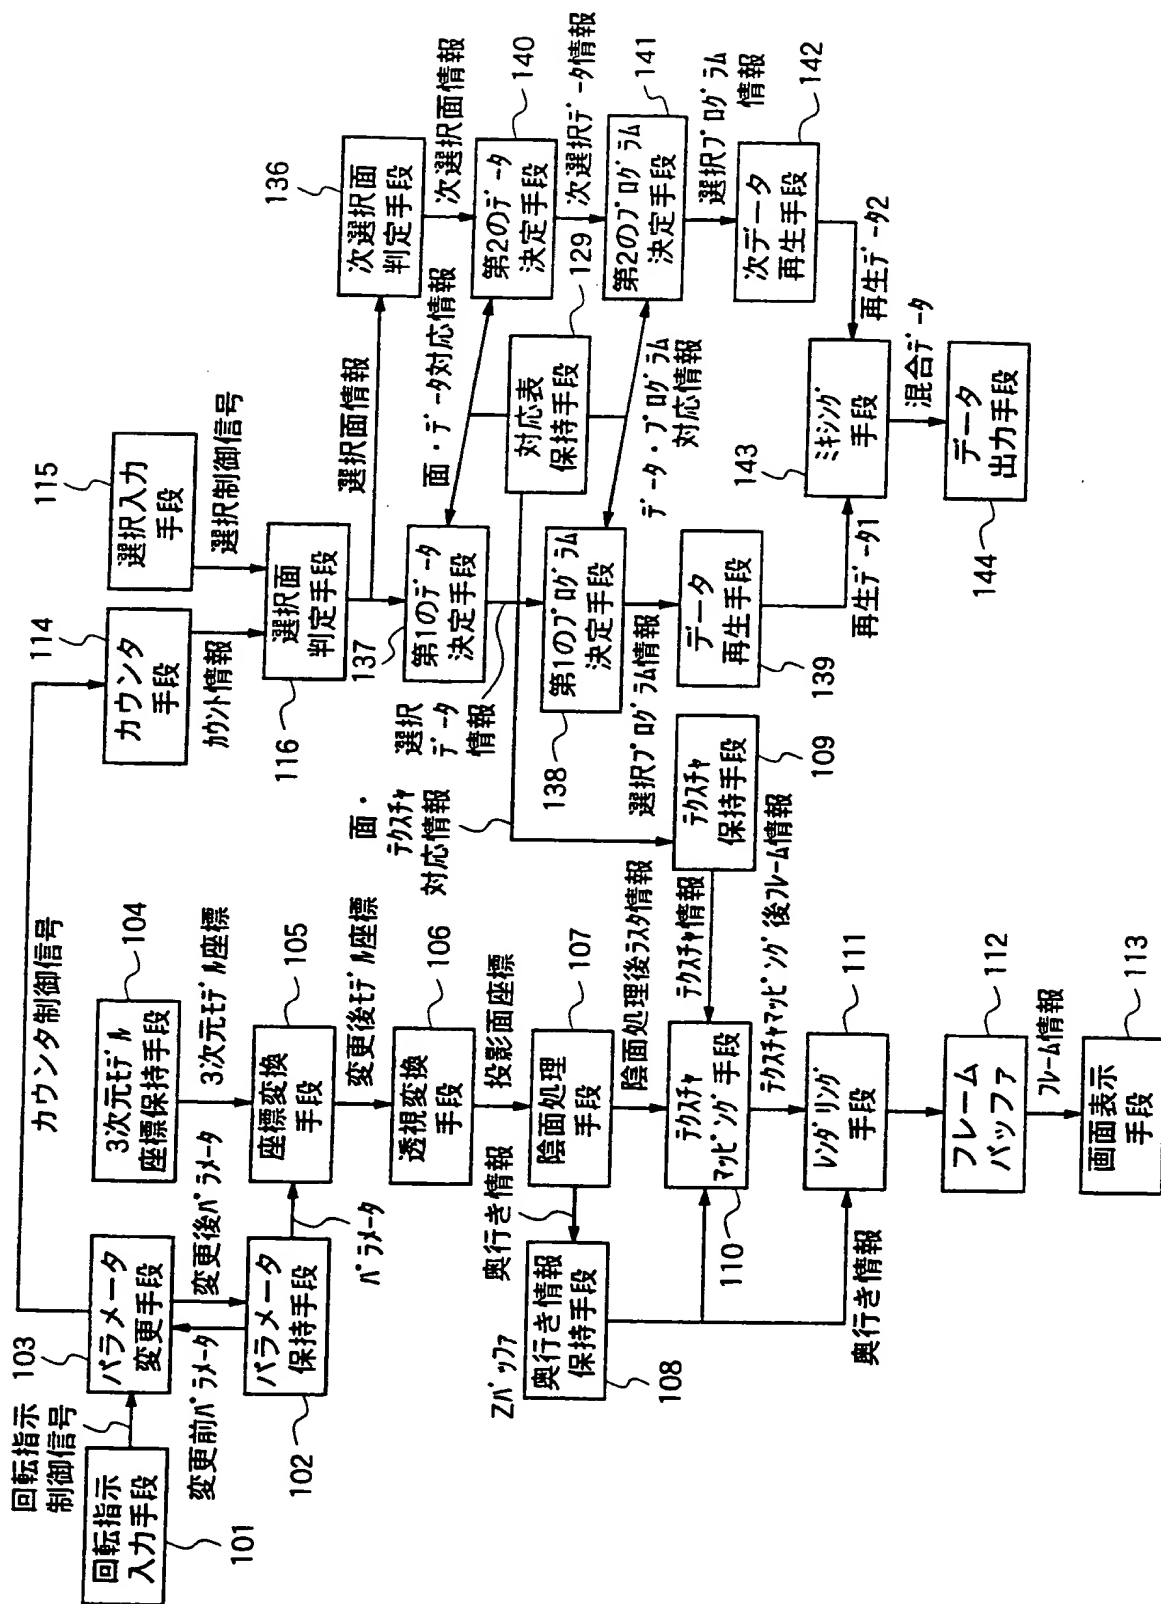 回転指示
入力手段
101
回転指示
制御信号
103
パラメータ
変更手段
変更前パラメータ
変更後パラメータ
パラメータ
保持手段
102
パラメータ
カウンタ制御信号
3次元モデル
座標保持手段
104
3次元モデル座標
座標変換
手段
105
変更後モデル座標
透視変換
手段
106
投影面座標
陰面処理
手段
107
奥行き情報
Zバッファ
奥行き情報
保持手段
108
陰面処理後ラスタ情報
テクスチャ
マッピング手段
110
テクスチャ情報
テクスチャ
保持手段
109
テクスチャマッピング後フレーム情報
奥行き情報
レンダリング
手段
111
フレーム
バッファ
112
フレーム情報
画面表示
手段
113
114
カウンタ
手段
カウント情報
115
選択入力
手段
選択制御信号
選択面
判定手段
116
選択面情報
136
次選択面
判定手段
次選択面情報
137
第1のデータ
決定手段
面・データ対応情報
第2のデータ
決定手段
140
選択
データ
情報
対応表
保持手段
129
次選択データ情報
面・
テクスチャ
対応情報
138
第1のプログラム
決定手段
データ・プログラム
対応情報
第2のプログラム
決定手段
141
選択プログラム情報
選択プログラム
情報
データ
再生手段
139
次データ
再生手段
142
再生データ1
再生データ2
143
ミキシング
手段
混合データ
データ
出力手段
144